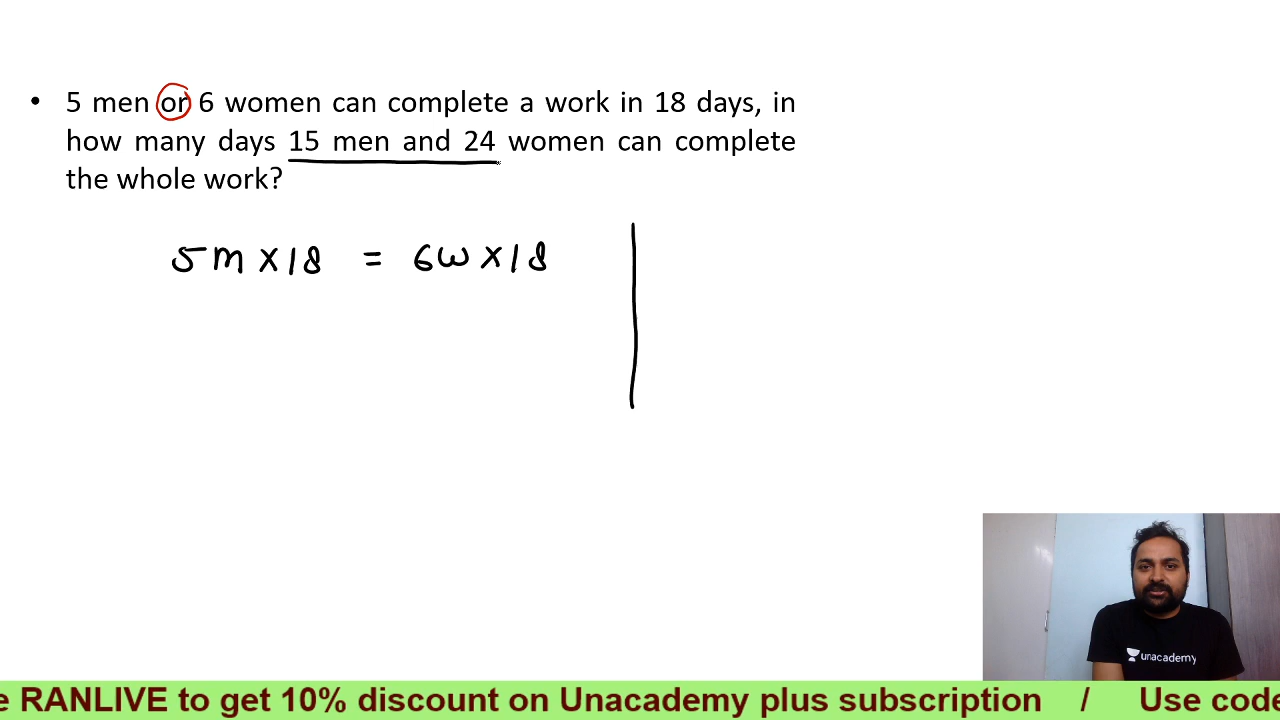 • 5 men or 6 women can complete a work in 18 days, in
how many days 15 men and 24 women can complete
the whole work?
5m×18 = 6w×18
unacademy
e RANLIVE to get 10% discount on Unacademy plus subscription / Use code